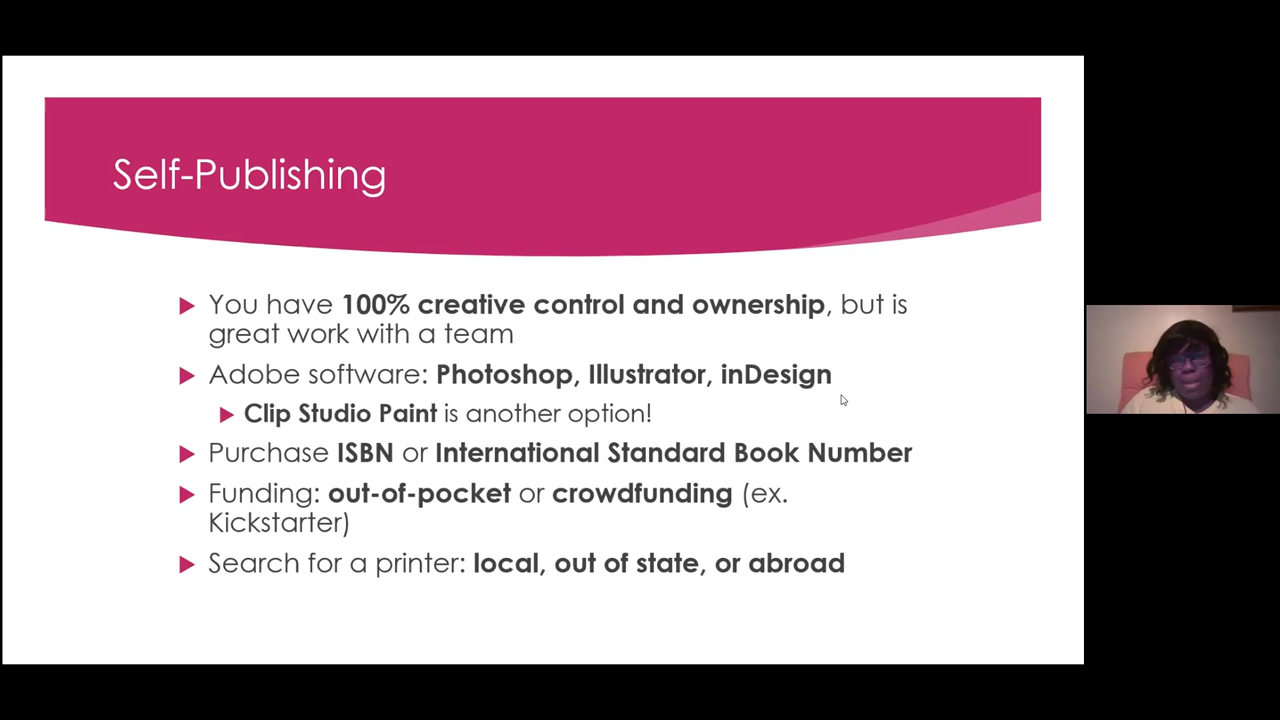 Self-Publishing
You have 100% creative control and ownership, but is
great work with a team
Adobe software: Photoshop, Illustrator, inDesign
Clip Studio Paint is another option!
Purchase ISBN or International Standard Book Number
Funding: out-of-pocket or crowdfunding (ex.
Kickstarter)
Search for a printer: local, out of state, or abroad